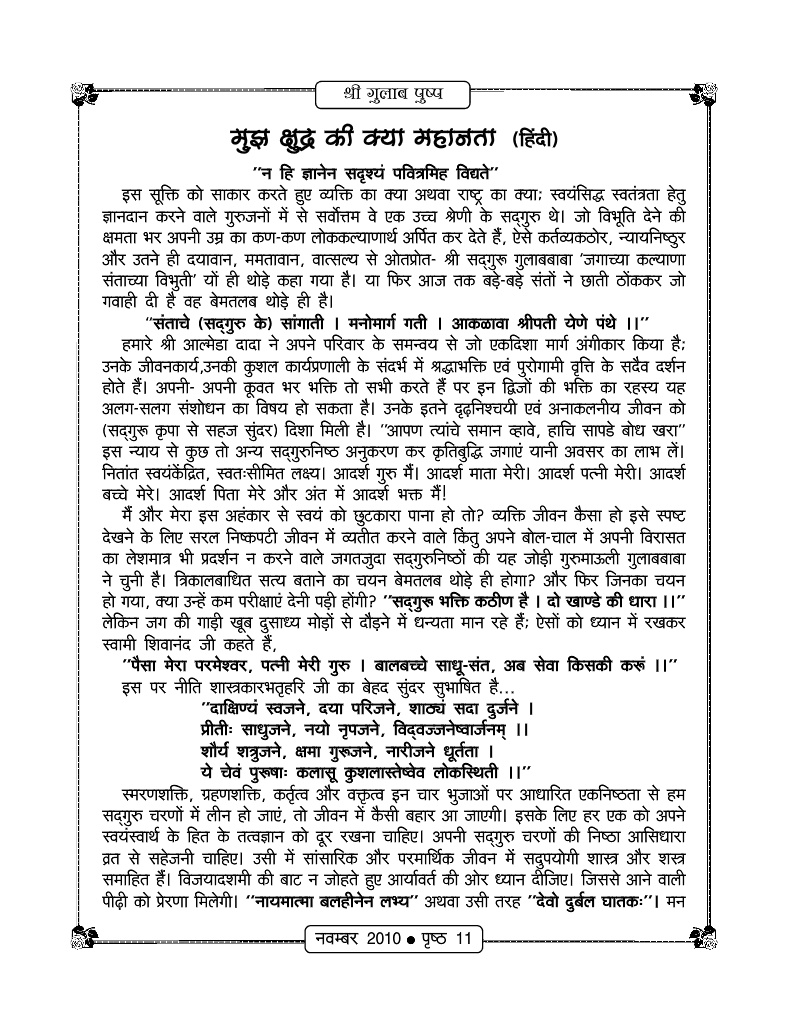 श्री गुलाब पुष्प
मुझ क्षुद्र की क्या महानता (हिंदी)
"न हि ज्ञानेन सदृश्यं पवित्रमिह विद्यते"
इस सूक्ति को साकार करते हुए व्यक्ति का क्या अथवा राष्ट्र का क्या; स्वयंसिद्ध स्वतंत्रता हेतु
ज्ञानदान करने वाले गुरुजनों में से सर्वोत्तम वे एक उच्च श्रेणी के सद्‌गुरु थे। जो विभूति देने की
क्षमता भर अपनी उम्र का कण-कण लोककल्याणार्थ अर्पित कर देते हैं, ऐसे कर्तव्यकठोर, न्यायनिष्ठुर
और उतने ही दयावान, ममतावान, वात्सल्य से ओतप्रोत- श्री सद्‌गुरू गुलाबबाबा 'जगाच्या कल्याणा
संताच्या विभुती' यों ही थोड़े कहा गया है। या फिर आज तक बड़े-बड़े संतों ने छाती ठोंककर जो
गवाही दी है वह बेमतलब थोड़े ही है।
"संताचे (सद्‌गुरु के) सांगाती । मनोमार्ग गती । आकळावा श्रीपती येणे पंथे ।।"
हमारे श्री आल्मेडा दादा ने अपने परिवार के समन्वय से जो एकदिशा मार्ग अंगीकार किया है;
उनके जीवनकार्य,उनकी कुशल कार्यप्रणाली के संदर्भ में श्रद्धाभक्ति एवं पुरोगामी वृत्ति के सदैव दर्शन
होते हैं। अपनी- अपनी कूवत भर भक्ति तो सभी करते हैं पर इन द्विजों की भक्ति का रहस्य यह
अलग-सलग संशोधन का विषय हो सकता है। उनके इतने दृढ़निश्चयी एवं अनाकलनीय जीवन को
(सद्‌गुरू कृपा से सहज सुंदर) दिशा मिली है। "आपण त्यांचे समान व्हावे, हाचि सापडे बोध खरा"
इस न्याय से कुछ तो अन्य सद्‌गुरुनिष्ठ अनुकरण कर कृतिबुद्धि जगाएं यानी अवसर का लाभ लें।
नितांत स्वयंकेंद्रित, स्वतःसीमित लक्ष्य। आदर्श गुरु मैं। आदर्श माता मेरी। आदर्श पत्नी मेरी। आदर्श
बच्चे मेरे। आदर्श पिता मेरे और अंत में आदर्श भक्त मैं!
मैं और मेरा इस अहंकार से स्वयं को छुटकारा पाना हो तो? व्यक्ति जीवन कैसा हो इसे स्पष्ट
देखने के लिए सरल निष्कपटी जीवन में व्यतीत करने वाले किंतु अपने बोल-चाल में अपनी विरासत
का लेशमात्र भी प्रदर्शन न करने वाले जगतजुदा सद्‌गुरुनिष्ठों की यह जोड़ी गुरुमाऊली गुलाबबाबा
ने चुनी है। त्रिकालबाधित सत्य बताने का चयन बेमतलब थोड़े ही होगा? और फिर जिनका चयन
हो गया, क्या उन्हें कम परीक्षाएं देनी पड़ी होंगी? "सद्‌गुरू भक्ति कठीण है । दो खाण्डे की धारा ।।"
लेकिन जग की गाड़ी खूब दुसाध्य मोड़ों से दौड़ने में धन्यता मान रहे हैं; ऐसों को ध्यान में रखकर
स्वामी शिवानंद जी कहते हैं,
"पैसा मेरा परमेश्वर, पत्नी मेरी गुरु । बालबच्चे साधू-संत, अब सेवा किसकी करूं ।।"
इस पर नीति शास्त्रकारभतृहरि जी का बेहद सुंदर सुभाषित है...
"दाक्षिण्यं स्वजने, दया परिजने, शाठ्यं सदा दुर्जने ।
प्रीतीः साधुजने, नयो नृपजने, विद्‌वज्जनेष्वार्जनम् ।।
शौर्य शत्रुजने, क्षमा गुरूजने, नारीजने धूर्तता ।
ये चेवं पुरूषाः कलासू कुशलास्तेष्वेव लोकस्थिती ।।"
स्मरणशक्ति, ग्रहणशक्ति, कर्तृत्व और वक्तृत्व इन चार भुजाओं पर आधारित एकनिष्ठता से हम
सद्‌गुरु चरणों में लीन हो जाएं, तो जीवन में कैसी बहार आ जाएगी। इसके लिए हर एक को अपने
स्वयंस्वार्थ के हित के तत्वज्ञान को दूर रखना चाहिए। अपनी सद्‌गुरु चरणों की निष्ठा आसिधारा
व्रत से सहेजनी चाहिए। उसी में सांसारिक और परमार्थिक जीवन में सदुपयोगी शास्त्र और शस्त्र
समाहित हैं। विजयादशमी की बाट न जोहते हुए आर्यावर्त की ओर ध्यान दीजिए। जिससे आने वाली
पीढ़ी को प्रेरणा मिलेगी। "नायमात्मा बलहीनेन लभ्य" अथवा उसी तरह "देवो दुर्बल घातकः"। मन
नवम्बर 2010 ● पृष्ठ 11